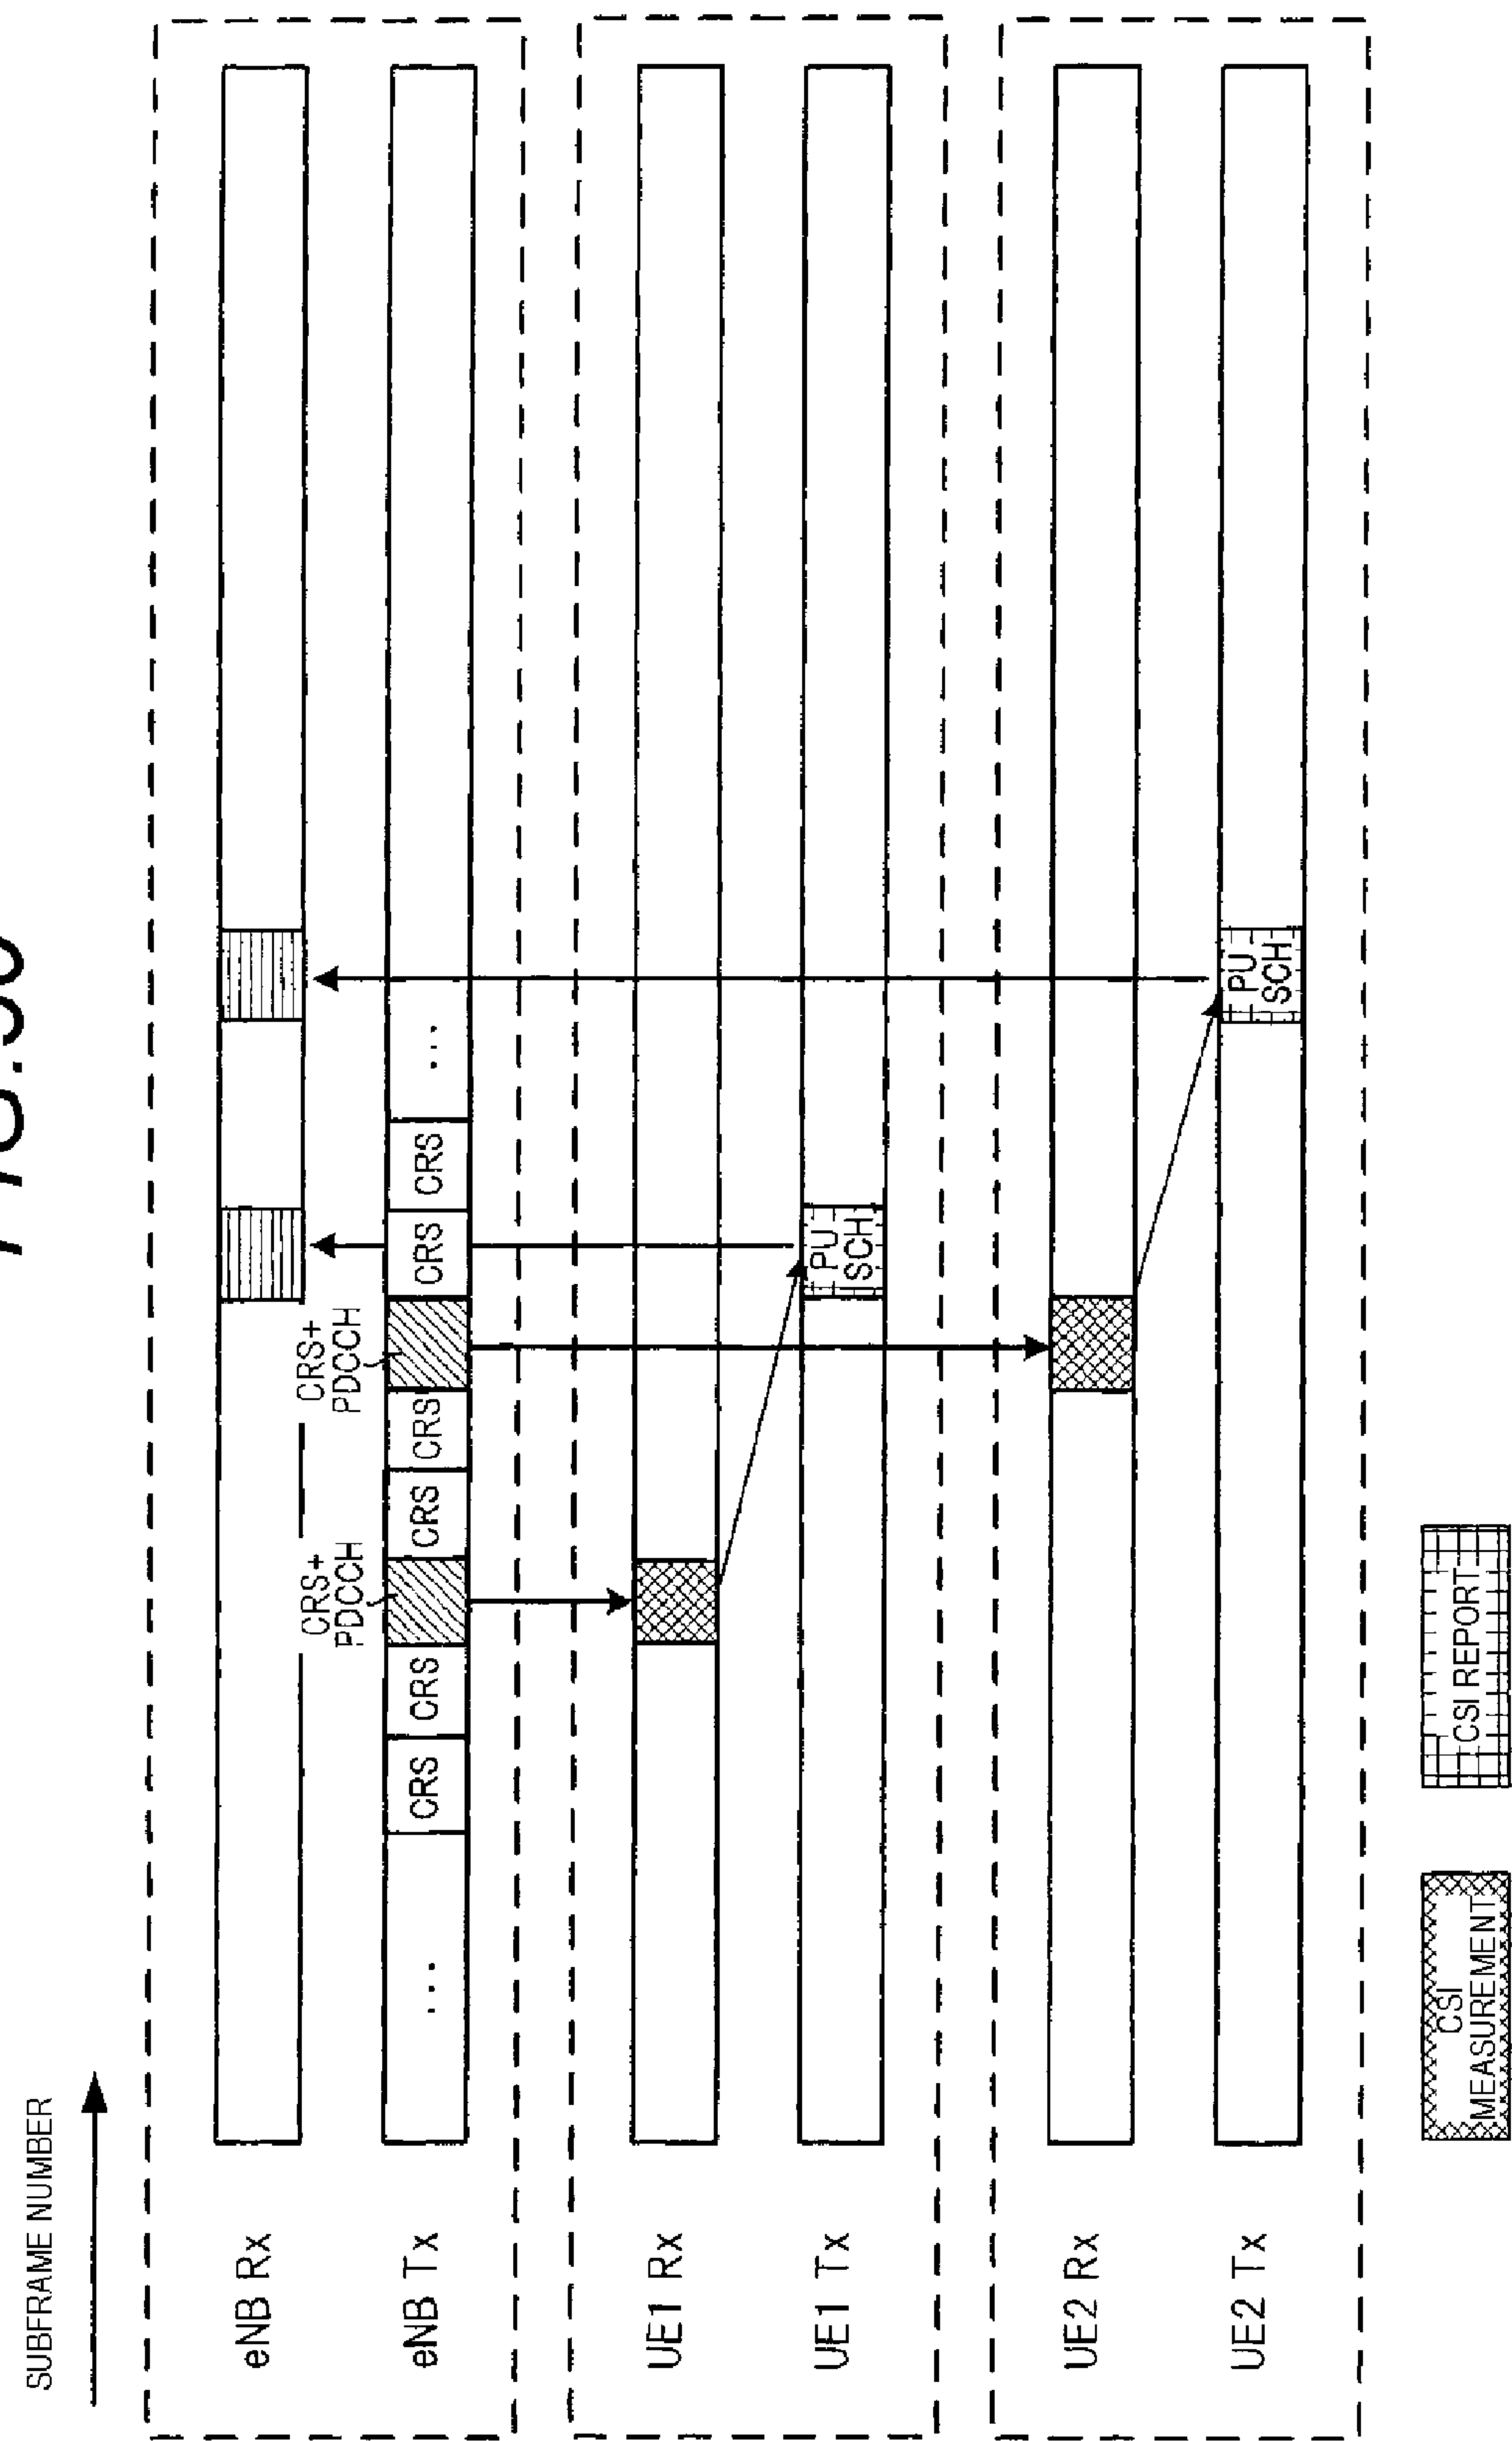 SUBFRAME NUMBER
eNB Rx
CRS+
PDCCH
CRS+
PDCCH
eNB Tx
...
CRS
CRS
CRS
CRS
CRS
CRS
...
UE1 Rx
UE1 Tx
PU
SCH
UE2 Rx
UE2 Tx
PU
SCH
CSI
MEASUREMENT
CSI REPORT